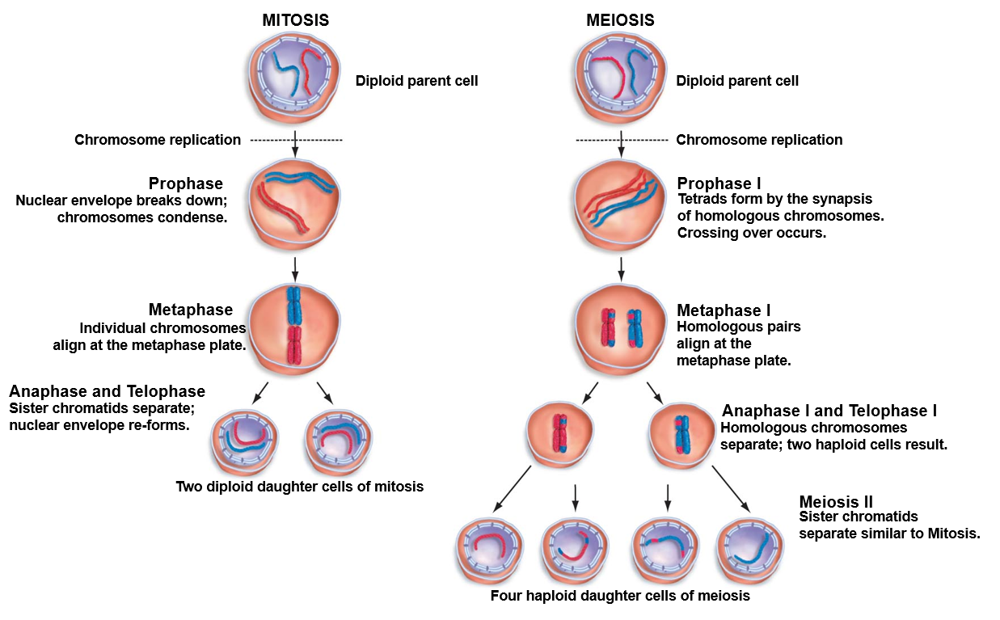 MITOSIS
Diploid parent cell
Chromosome replication
Prophase
Nuclear envelope breaks down;
chromosomes condense.
Metaphase
Individual chromosomes
align at the metaphase plate.
Anaphase and Telophase
Sister chromatids separate;
nuclear envelope re-forms.
Two diploid daughter cells of mitosis
MEIOSIS
Diploid parent cell
Chromosome replication
Prophase I
Tetrads form by the synapsis
of homologous chromosomes.
Crossing over occurs.
Metaphase I
Homologous pairs
align at the
metaphase plate.
Anaphase I and Telophase I
Homologous chromosomes
separate; two haploid cells result.
Meiosis II
Sister chromatids
separate similar to Mitosis.
Four haploid daughter cells of meiosis